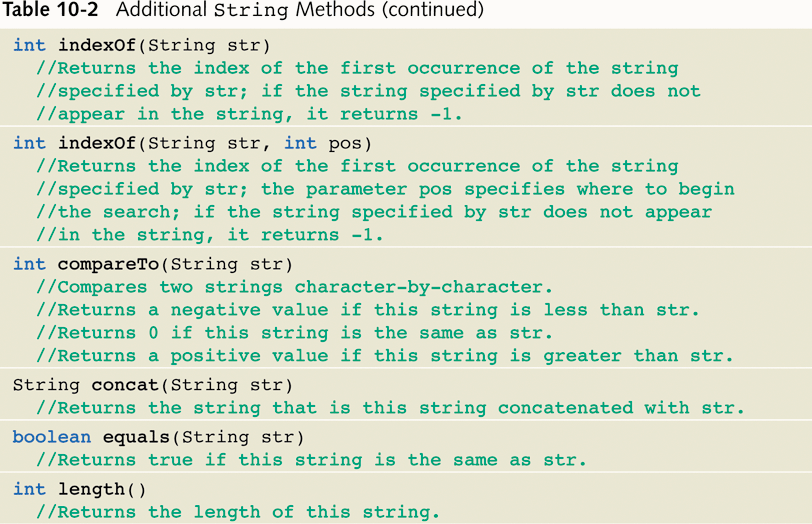 Table 10-2 Additional String Methods (continued)
int indexOf(String str)
//Returns the index of the first occurrence of the string
//specified by str; if the string specified by str does not
//appear in the string, it returns -1.
int indexOf(String str, int pos)
//Returns the index of the first occurrence of the string
//specified by str; the parameter pos specifies where to begin
//the search; if the string specified by str does not appear
//in the string, it returns -1.
int compareTo(String str)
//Compares two strings character-by-character.
//Returns a negative value if this string is less than str.
//Returns 0 if this string is the same as str.
//Returns a positive value if this string is greater than str.
String concat(String str)
//Returns the string that is this string concatenated with str.
boolean equals(String str)
//Returns true if this string is the same as str.
int length()
//Returns the length of this string.